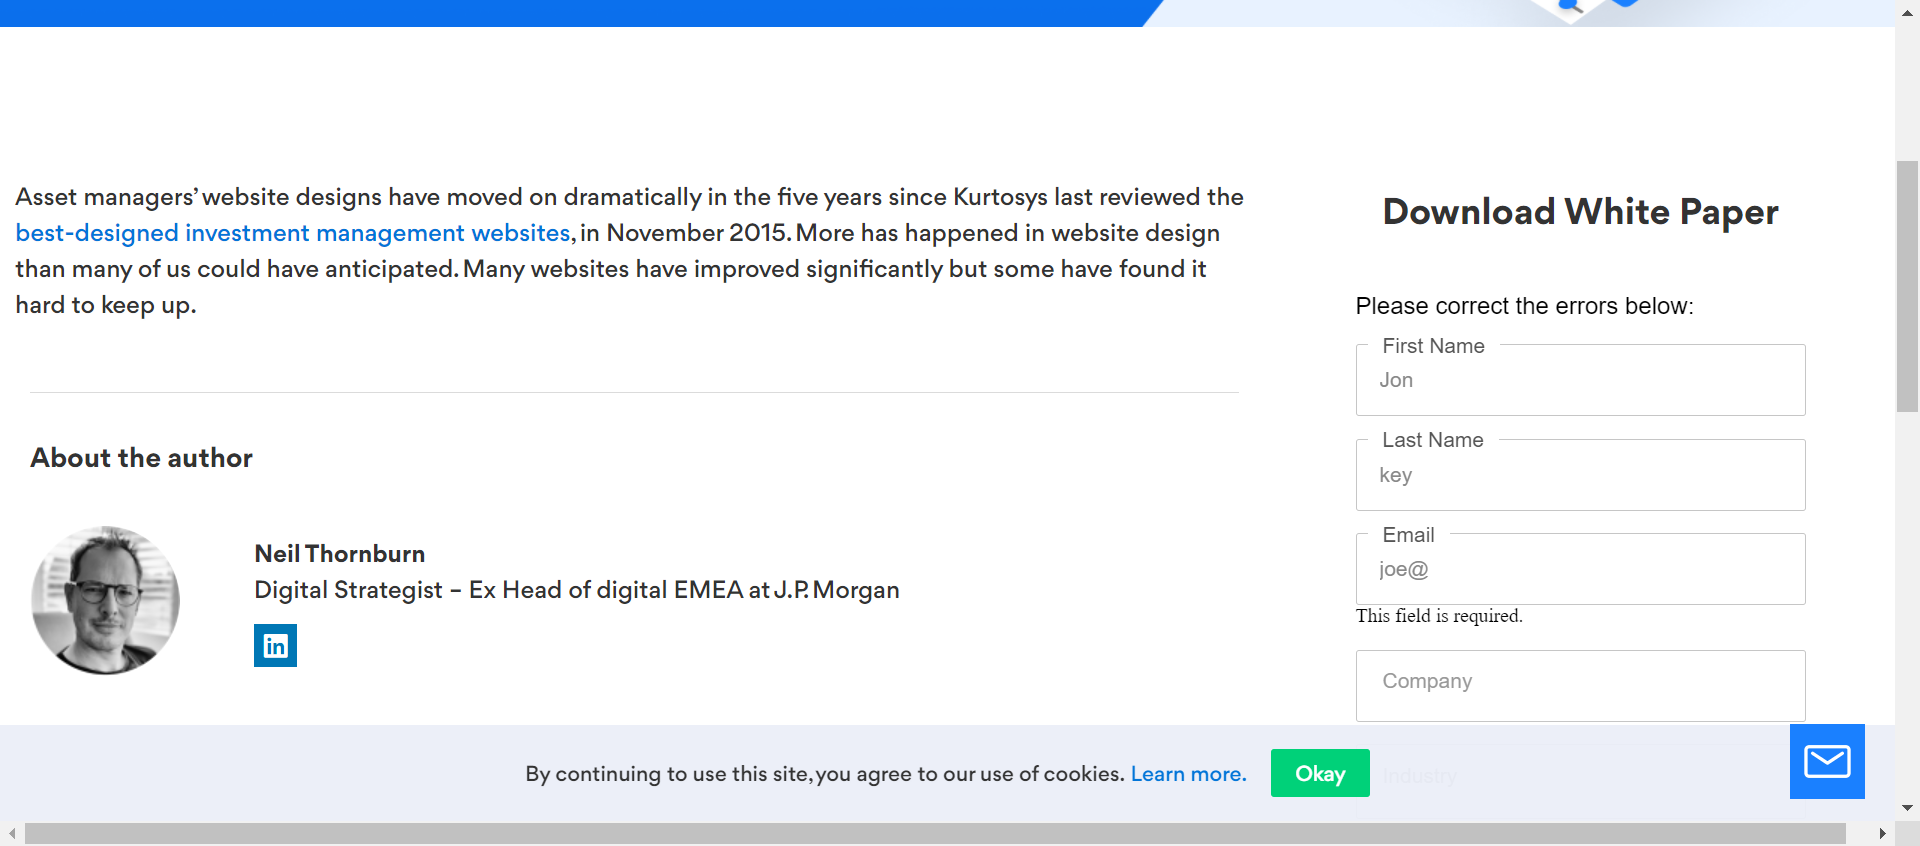 Asset managers’ website designs have moved on dramatically in the five years since Kurtosys last reviewed the
best-designed investment management websites, in November 2015. More has happened in website design
than many of us could have anticipated. Many websites have improved significantly but some have found it
hard to keep up.
About the author
Neil Thornburn
Digital Strategist – Ex Head of digital EMEA at J.P. Morgan
in
Download White Paper
Please correct the errors below:
First Name
Jon
Last Name
key
Email
joe@
This field is required.
Company
Industry
By continuing to use this site, you agree to our use of cookies. Learn more.
Okay